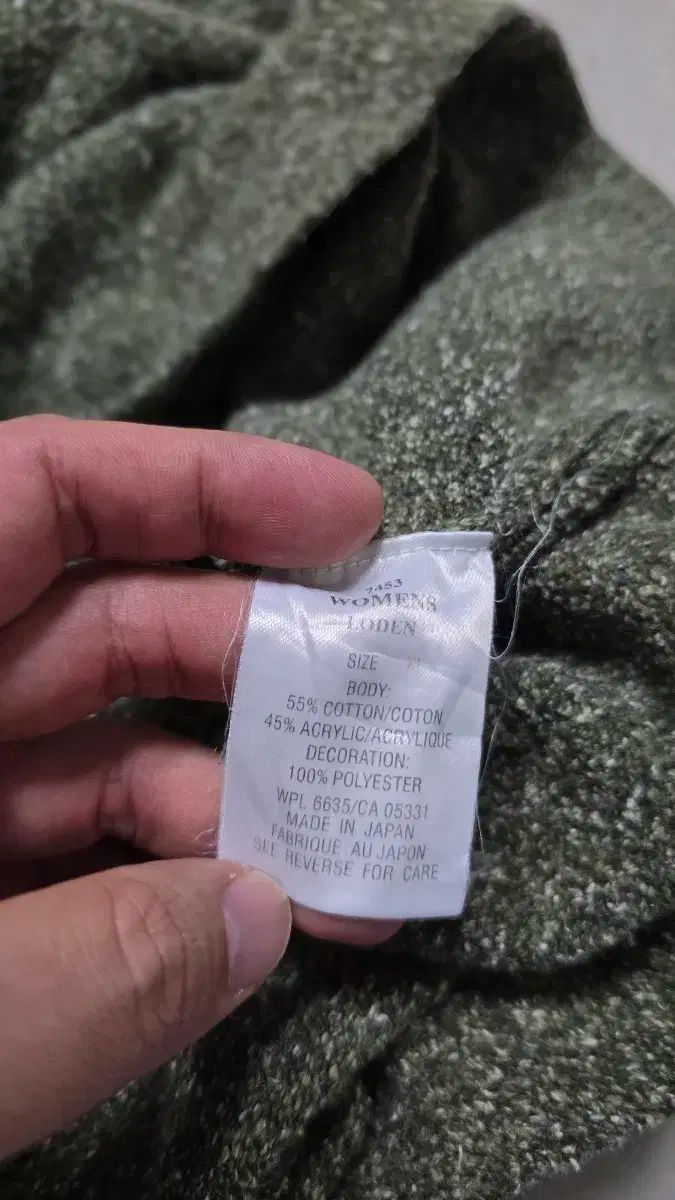 7453
WOMENS
LODEN
SIZE
BODY:
55% COTTON/COTON
45% ACRYLIC/ACRYLIQUE
DECORATION:
100% POLYESTER
WPL 6635/CA 05331
MADE IN JAPAN
FABRIQUE AU JAPON
SEE REVERSE FOR CARE